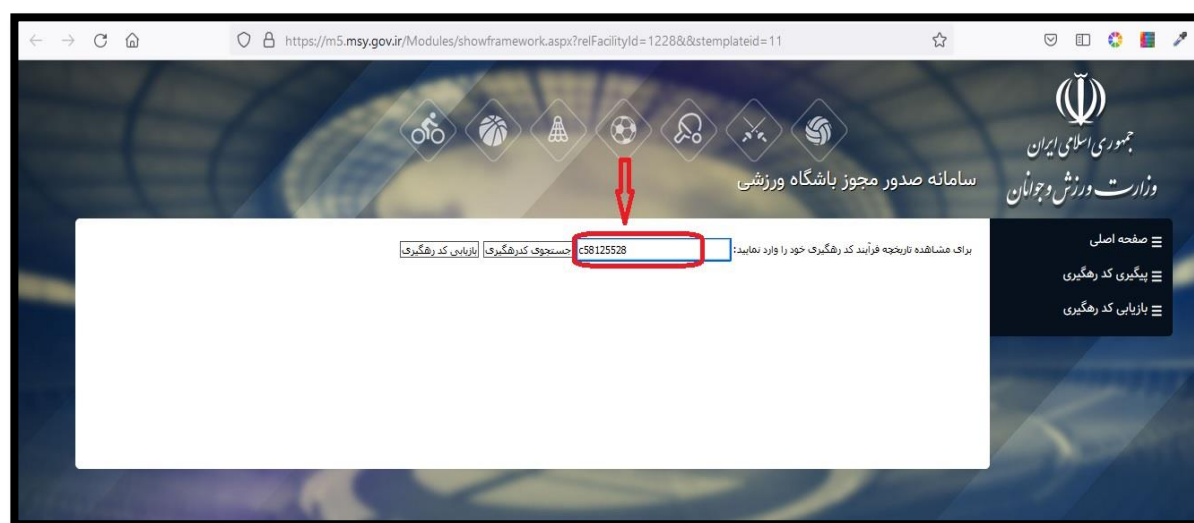 https://m5.msy.gov.ir/Modules/showframework.aspx?relFacilityId=1228&&stemplateid=11
جمهوری اسلامی ایران
وزارت ورزش و جوانان
سامانه صدور مجوز باشگاه ورزشی
صفحه اصلی
پیگیری کد رهگیری
بازیابی کد رهگیری
برای مشاهده تاریخچه فرآیند کد رهگیری خود را وارد نمایید: c58125528 جستجوی کدرهگیری بازیابی کد رهگیری